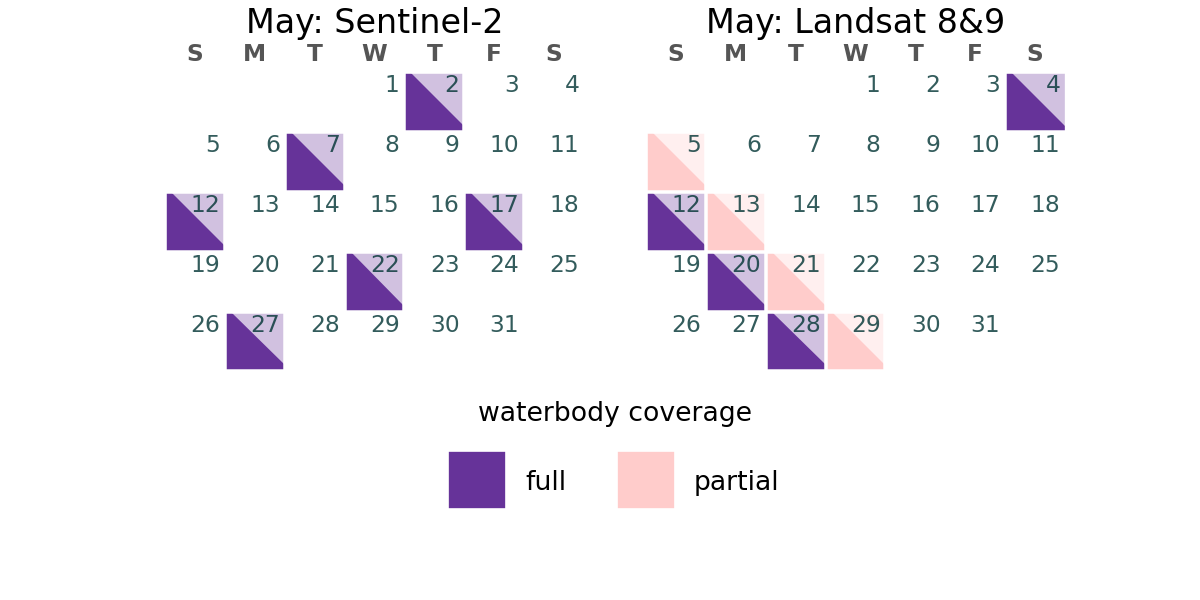 May: Sentinel-2
S M T W T F S
1 2 3 4
5 6 7 8 9 10 11
12 13 14 15 16 17 18
19 20 21 22 23 24 25
26 27 28 29 30 31
May: Landsat 8&9
S M T W T F S
1 2 3 4
5 6 7 8 9 10 11
12 13 14 15 16 17 18
19 20 21 22 23 24 25
26 27 28 29 30 31
waterbody coverage
full
partial